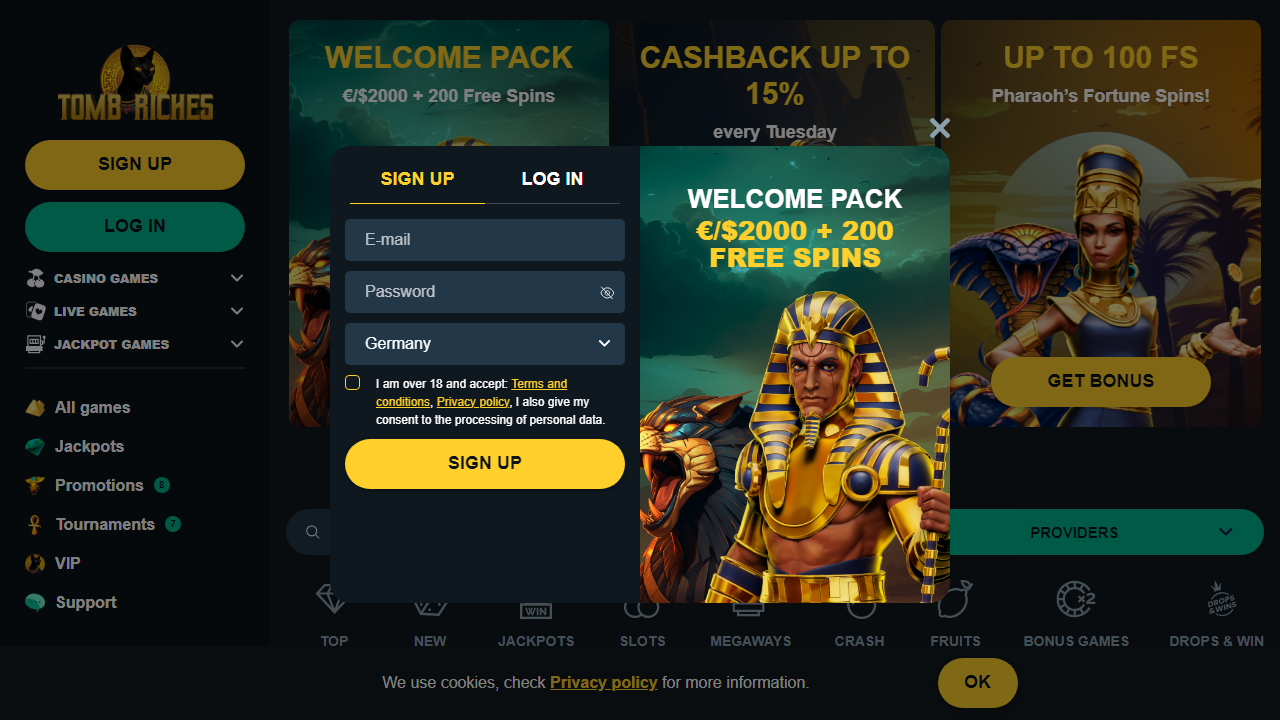 TOMB RICHES
SIGN UP
LOG IN
CASINO GAMES
LIVE GAMES
JACKPOT GAMES
All games
Jackpots
Promotions 8
Tournaments 7
VIP
Support
WELCOME PACK
€/$2000 + 200 Free Spins
CASHBACK UP TO
15%
every Tuesday
UP TO 100 FS
Pharaoh’s Fortune Spins!
GET BONUS
SIGN UP LOG IN
E-mail
Password
Germany
I am over 18 and accept: Terms and
conditions, Privacy policy, I also give my
consent to the processing of personal data.
SIGN UP
WELCOME PACK
€/$2000 + 200
FREE SPINS
PROVIDERS
WIN
x2
DROPS
&WINS
TOP NEW JACKPOTS SLOTS MEGAWAYS CRASH FRUITS BONUS GAMES DROPS & WIN
We use cookies, check Privacy policy for more information.
OK